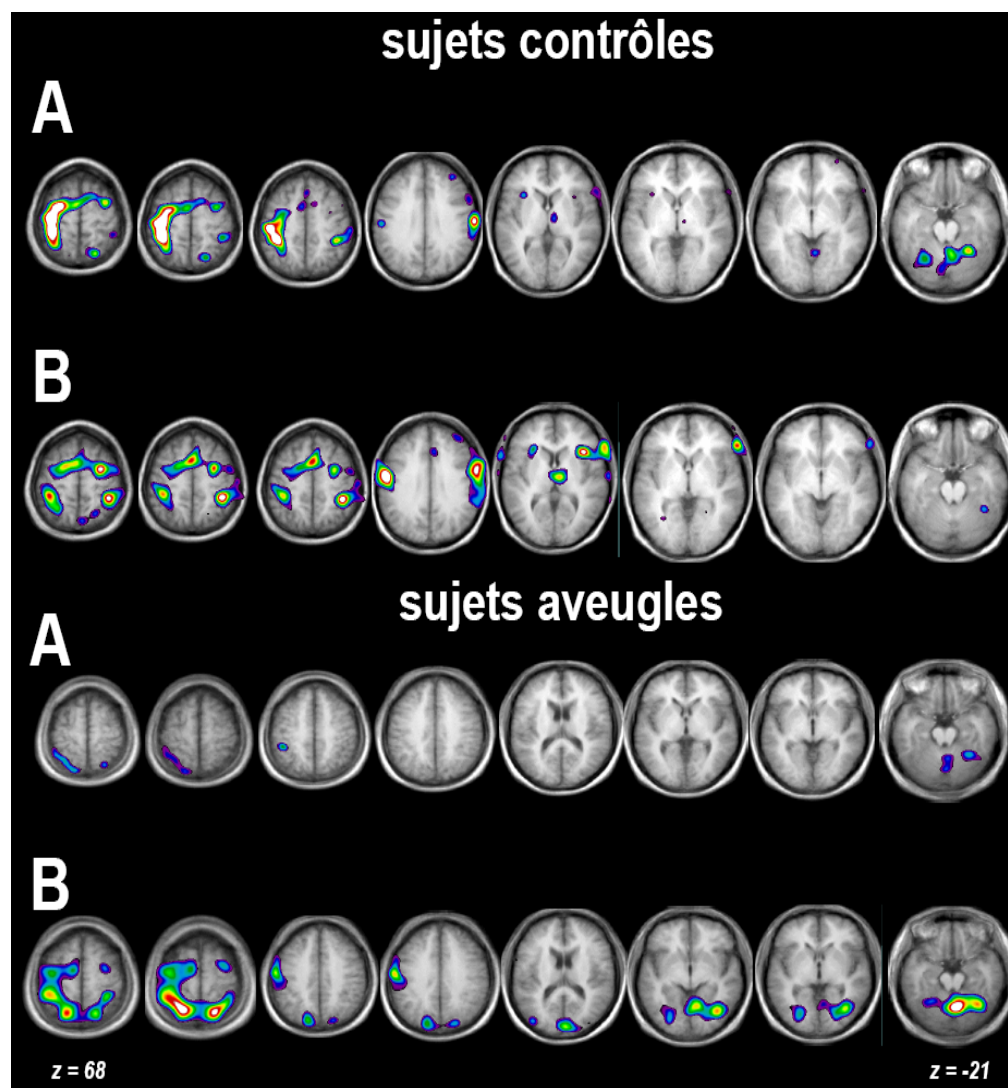 sujets contrôles
A
B
sujets aveugles
A
B
z = 68
z = -21